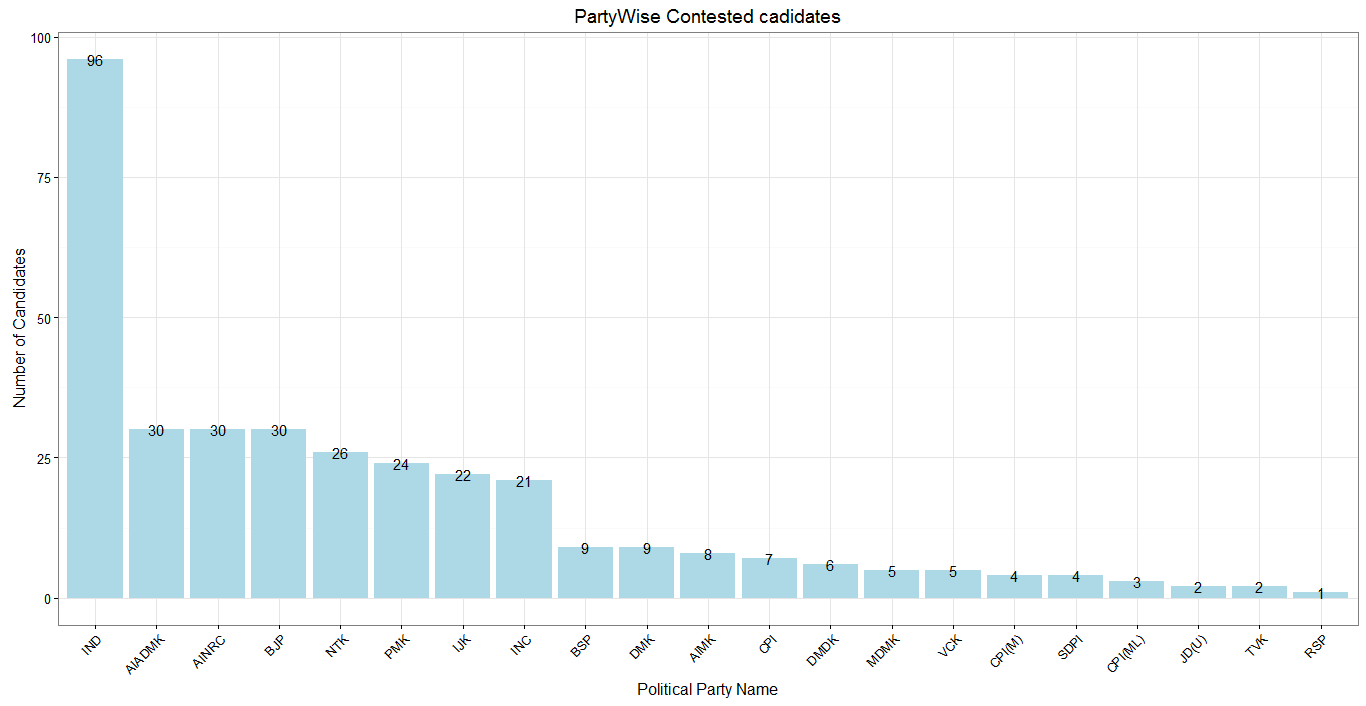 PartyWise Contested cadidates
Number of Candidates
100
75
50
25
0
96
30
30
30
26
24
22
21
9
9
8
7
6
5
5
4
4
3
2
2
1
IND
AIADMK
AINRC
BJP
NTK
PMK
IJK
INC
BSP
DMK
AIMK
CPI
DMDK
MDMK
VCK
CPI(M)
SDPI
CPI(ML)
JD(U)
TVK
RSP
Political Party Name